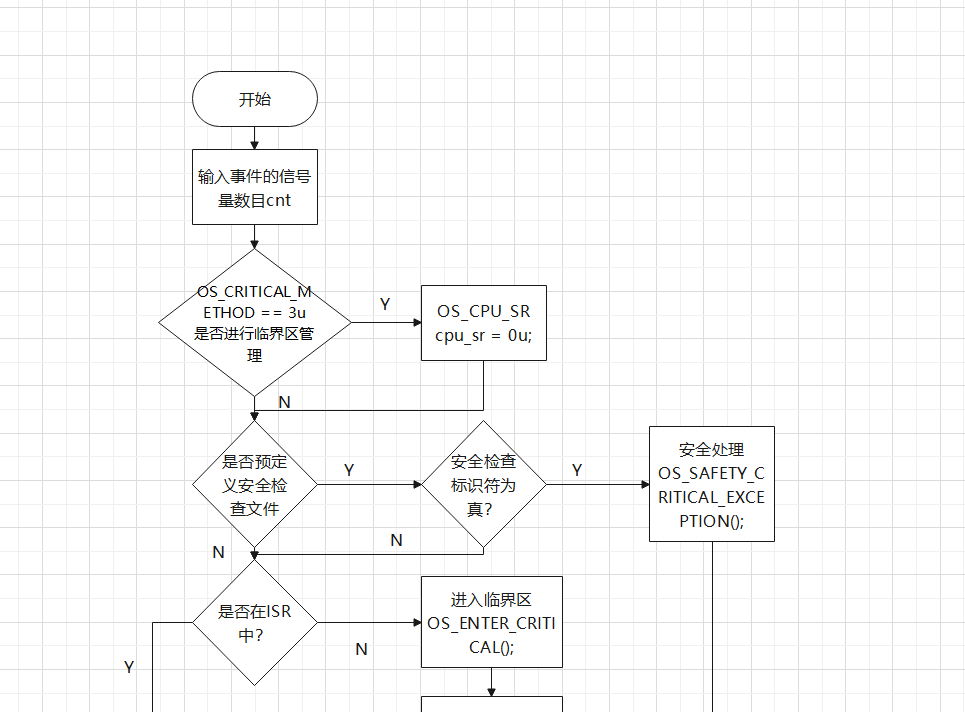 开始
输入事件的信号
量数目cnt
OS_CRITICAL_M
ETHOD == 3u
是否进行临界区管
理
Y
OS_CPU_SR
cpu_sr = 0u;
N
是否预定
义安全检
查文件
Y
安全检查
标识符为
真?
Y
安全处理
OS_SAFETY_C
RITICAL_EXCE
PTION();
N
N
是否在ISR
中?
Y
N
进入临界区
OS_ENTER_CRITI
CAL();